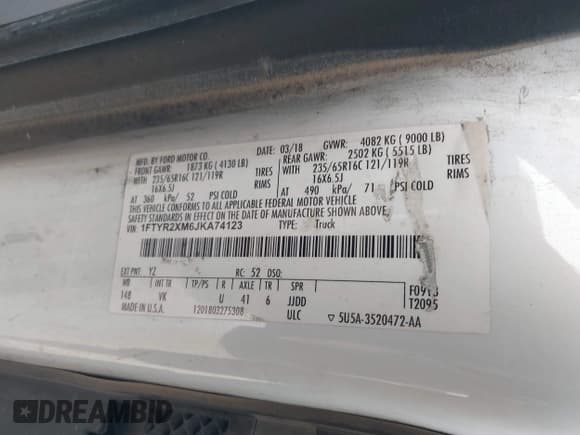 MFD. BY FORD MOTOR CO.
DATE: 03/18 GVWR: 4082 KG ( 9000 LB)
FRONT GAWR: 1873 KG ( 4130 LB) REAR GAWR: 2502 KG ( 5515 LB)
235/65R16C 121/119R TIRES 235/65R16C 121/119R TIRES
16X6.5J RIMS 16X6.5J RIMS
AT 360 kPa/ 52 PSI COLD AT 490 kPa/ 71 PSI COLD
THIS VEHICLE CONFORMS TO ALL APPLICABLE FEDERAL MOTOR VEHICLE
SAFETY STANDARDS IN EFFECT ON THE DATE OF MANUFACTURE SHOWN ABOVE.
VIN: 1FTYR2XM6JKA74123 TYPE: Truck
EXT PNT: YZ RC: 52 DSO:
WB INT TR TP/PS R AXLE TR SPR
148 VK U 41 6 JJDD
MADE IN U.S.A. 1201803275308 ULC
T2095
▽ 5U5A-3520472-AA
DREAMBID